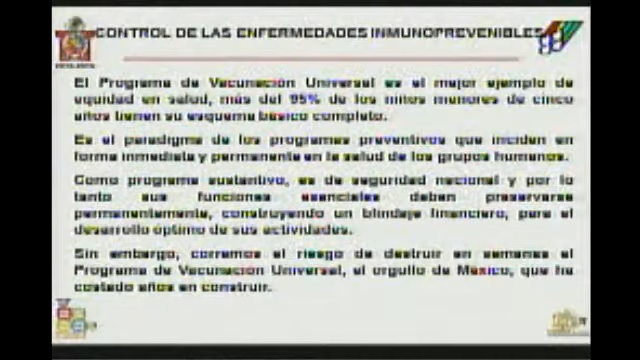 CONTROL DE LAS ENFERMEDADES INMUNOPREVENIBLES
El Programa de Vacunación Universal es el mejor ejemplo de
equidad en salud, más del 95% de los niños menores de cinco
años tienen su esquema básico completo.
Es el paradigma de los programas preventivos que inciden en
forma inmediata y permanente en la salud de los grupos humanos.
Como programa sustantivo, es de seguridad nacional y por lo
tanto sus funciones esenciales deben preservarse
permanentemente, construyendo un blindaje financiero, para el
desarrollo óptimo de sus actividades.
Sin embargo, corremos el riesgo de destruir en semanas el
Programa de Vacunación Universal, el orgullo de México, que ha
costado años en construir.